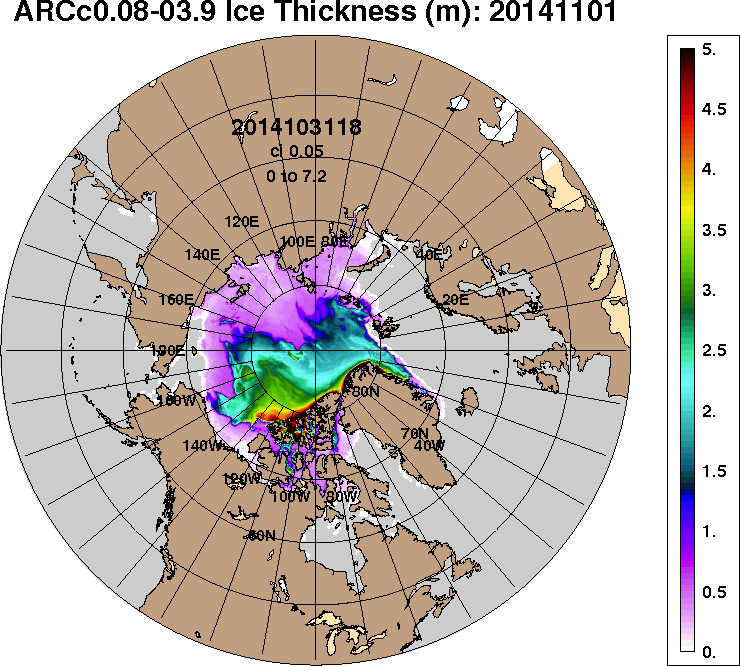 ARCc0.08-03.9 Ice Thickness (m): 20141101
5.
4.5
4.
3.5
3.
2.5
2.
1.5
1.
0.5
0.
2014103118
ci 0.05
0 to 7.2
120E
100E
80E
140E
40E
160E
20E
180E
160W
80N
140W
70N
40W
120W
100W
80W
60N